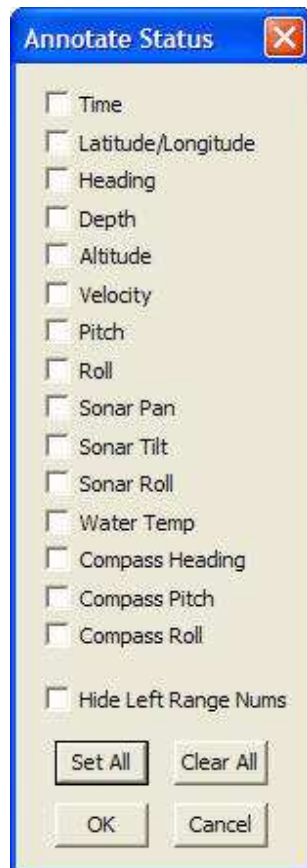 Annotate Status
Time
Latitude/Longitude
Heading
Depth
Altitude
Velocity
Pitch
Roll
Sonar Pan
Sonar Tilt
Sonar Roll
Water Temp
Compass Heading
Compass Pitch
Compass Roll
Hide Left Range Nums
Set All Clear All
OK Cancel